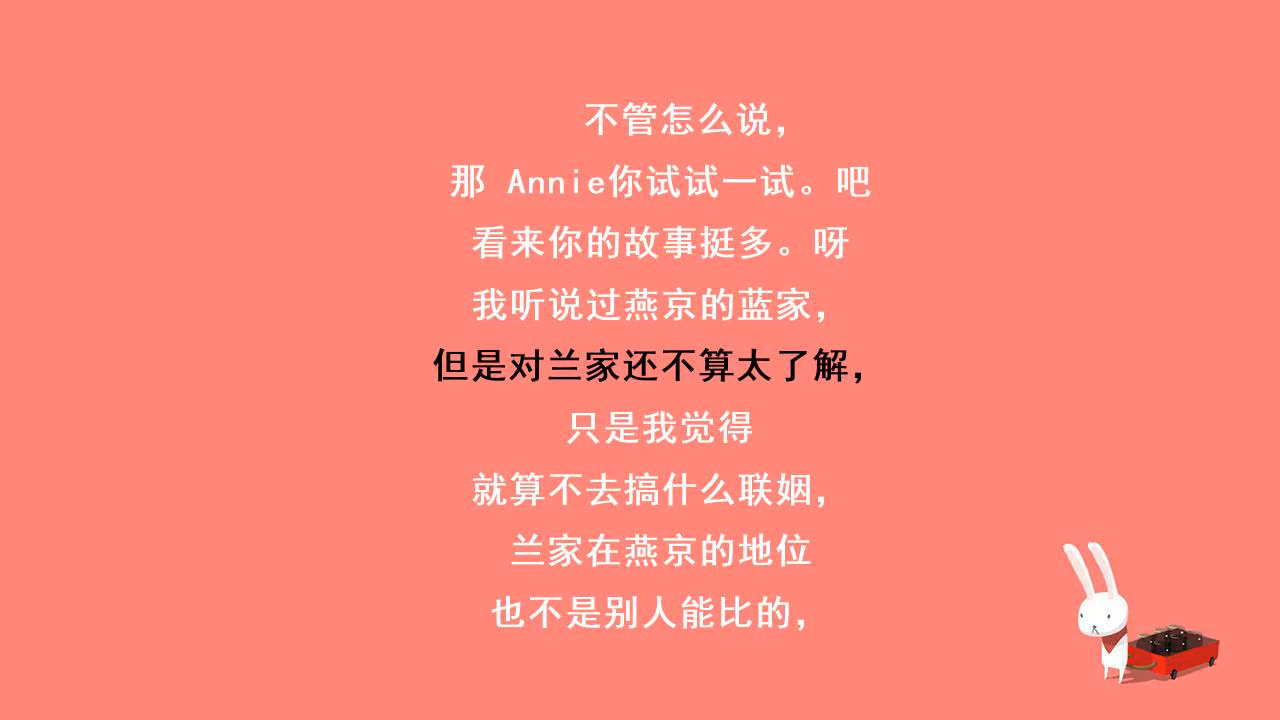 不管怎么说，
那 Annie你试试一试。吧
看来你的故事挺多。呀
我听说过燕京的蓝家，
但是对兰家还不算太了解，
只是我觉得
就算不去搞什么联姻，
兰家在燕京的地位
也不是别人能比的，